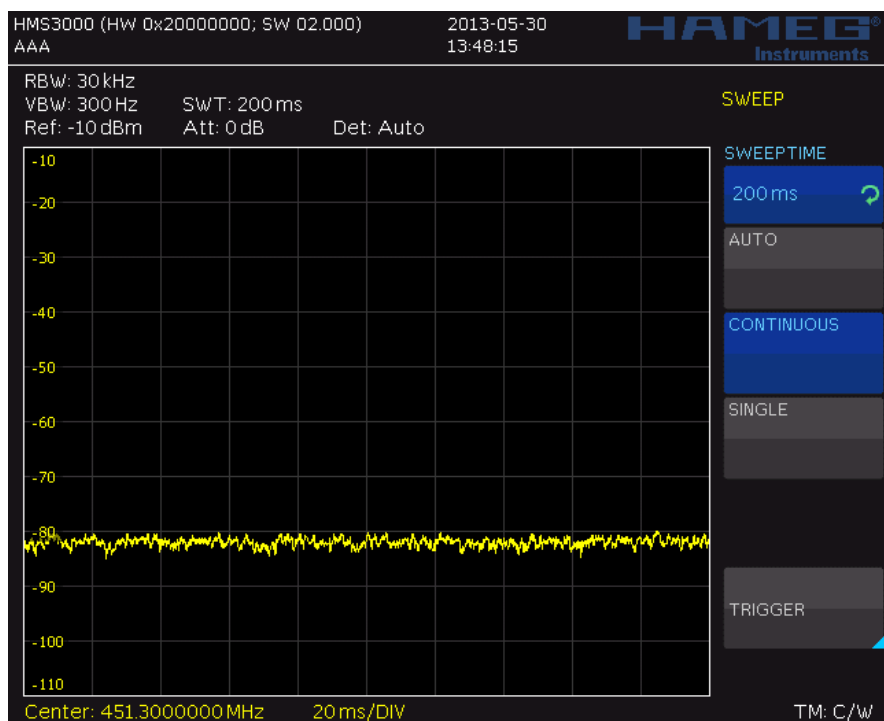 HMS3000 (HW 0x20000000; SW 02.000) 2013-05-30 HAMEG®
AAA 13:48:15 Instruments
RBW: 30 kHz
VBW: 300 Hz SWT: 200 ms
Ref: -10 dBm Att: 0 dB Det: Auto
SWEEP
SWEEPTIME
200 ms
AUTO
CONTINUOUS
SINGLE
TRIGGER
-10
-20
-30
-40
-50
-60
-70
-80
-90
-100
-110
Center: 451.3000000 MHz 20 ms/DIV TM: C/W